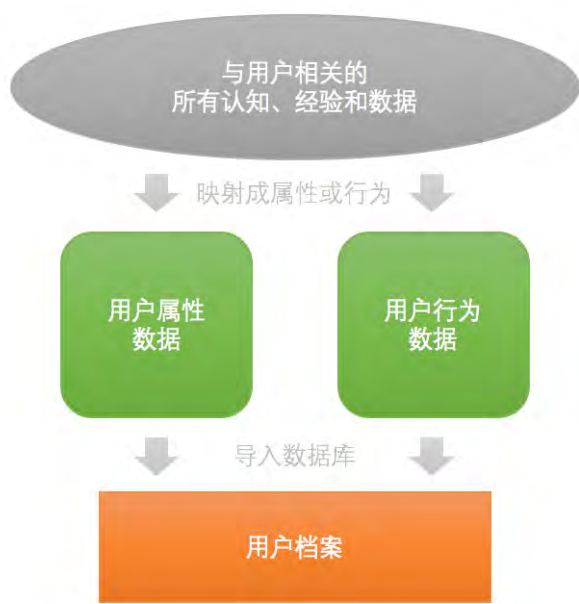 与用户相关的
所有认知、经验和数据
映射成属性或行为
用户属性
数据
用户行为
数据
导入数据库
用户档案